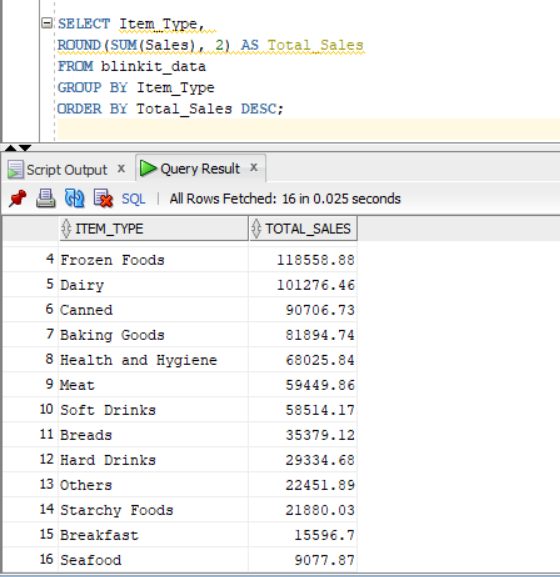 SELECT Item_Type,
ROUND(SUM(Sales), 2) AS Total_Sales
FROM blinkit_data
GROUP BY Item_Type
ORDER BY Total_Sales DESC;
Script Output x Query Result x
SQL | All Rows Fetched: 16 in 0.025 seconds
ITEM_TYPE TOTAL_SALES
4 Frozen Foods 118558.88
5 Dairy 101276.46
6 Canned 90706.73
7 Baking Goods 81894.74
8 Health and Hygiene 68025.84
9 Meat 59449.86
10 Soft Drinks 58514.17
11 Breads 35379.12
12 Hard Drinks 29334.68
13 Others 22451.89
14 Starchy Foods 21880.03
15 Breakfast 15596.7
16 Seafood 9077.87